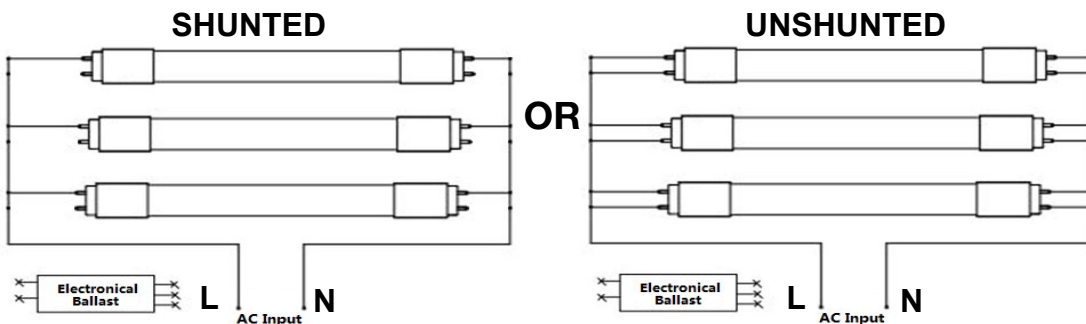 SHUNTED
UNSHUNTED
OR
Electronical
Ballast
L
N
AC Input
Electronical
Ballast
L
N
AC Input